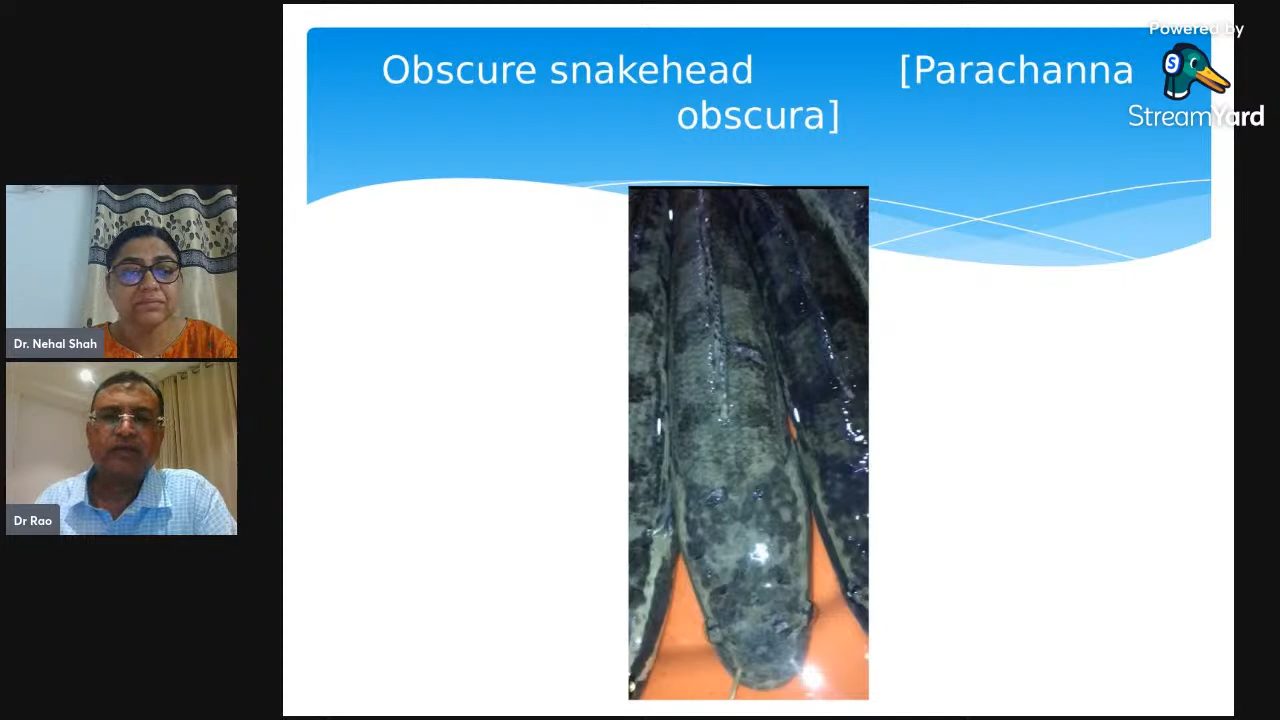 Obscure snakehead [Parachanna
obscura]
Powered by
S
StreamYard
Dr. Nehal Shah
Dr Rao